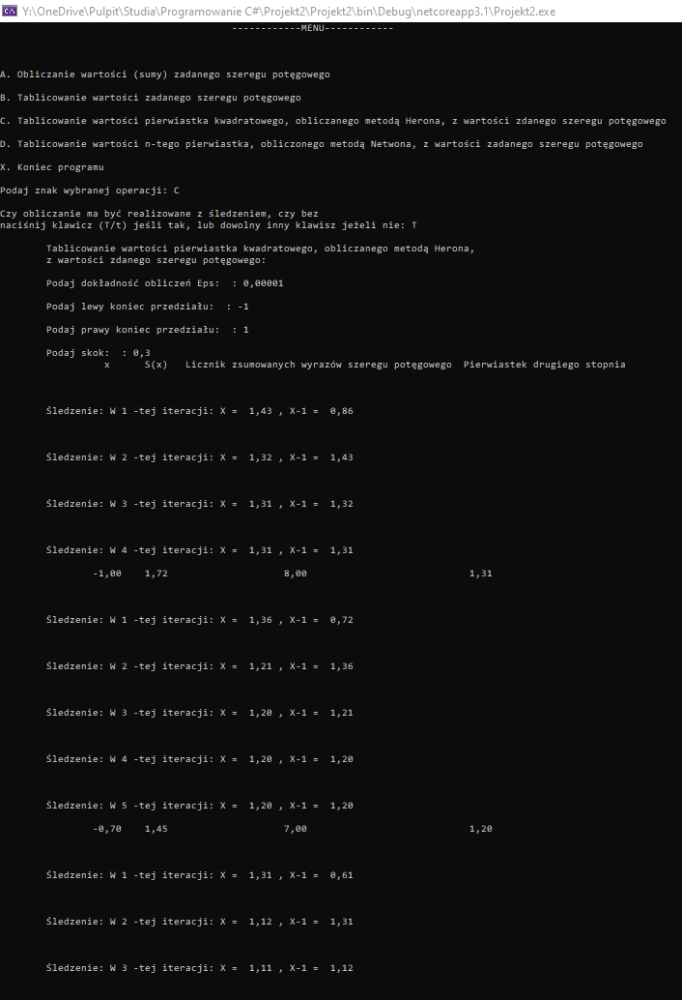 Y:\OneDrive\Pulpit\Studia\Programowanie C#\Projekt2\Projekt2\bin\Debug\netcoreapp3.1\Projekt2.exe
------------MENU------------
A. Obliczanie wartości (sumy) zadanego szeregu potęgowego
B. Tablicowanie wartości zadanego szeregu potęgowego
C. Tablicowanie wartości pierwiastka kwadratowego, obliczanego metodą Herona, z wartości zdanego szeregu potęgowego
D. Tablicowanie wartości n-tego pierwiastka, obliczonego metodą Netwona, z wartości zadanego szeregu potęgowego
X. Koniec programu
Podaj znak wybranej operacji: C
Czy obliczanie ma być realizowane z śledzeniem, czy bez
naciśnij klawicz (T/t) jeśli tak, lub dowolny inny klawisz jeżeli nie: T
Tablicowanie wartości pierwiastka kwadratowego, obliczanego metodą Herona,
z wartości zdanego szeregu potęgowego:
Podaj dokładność obliczeń Eps:  : 0,00001
Podaj lewy koniec przedziału:  : -1
Podaj prawy koniec przedziału:  : 1
Podaj skok:  : 0,3
x      S(x)   Licznik zsumowanych wyrazów szeregu potęgowego  Pierwiastek drugiego stopnia
Śledzenie: W 1 -tej iteracji: X =  1,43 , X-1 =  0,86
Śledzenie: W 2 -tej iteracji: X =  1,32 , X-1 =  1,43
Śledzenie: W 3 -tej iteracji: X =  1,31 , X-1 =  1,32
Śledzenie: W 4 -tej iteracji: X =  1,31 , X-1 =  1,31
-1,00    1,72                    8,00                            1,31
Śledzenie: W 1 -tej iteracji: X =  1,36 , X-1 =  0,72
Śledzenie: W 2 -tej iteracji: X =  1,21 , X-1 =  1,36
Śledzenie: W 3 -tej iteracji: X =  1,20 , X-1 =  1,21
Śledzenie: W 4 -tej iteracji: X =  1,20 , X-1 =  1,20
Śledzenie: W 5 -tej iteracji: X =  1,20 , X-1 =  1,20
-0,70    1,45                    7,00                            1,20
Śledzenie: W 1 -tej iteracji: X =  1,31 , X-1 =  0,61
Śledzenie: W 2 -tej iteracji: X =  1,12 , X-1 =  1,31
Śledzenie: W 3 -tej iteracji: X =  1,11 , X-1 =  1,12